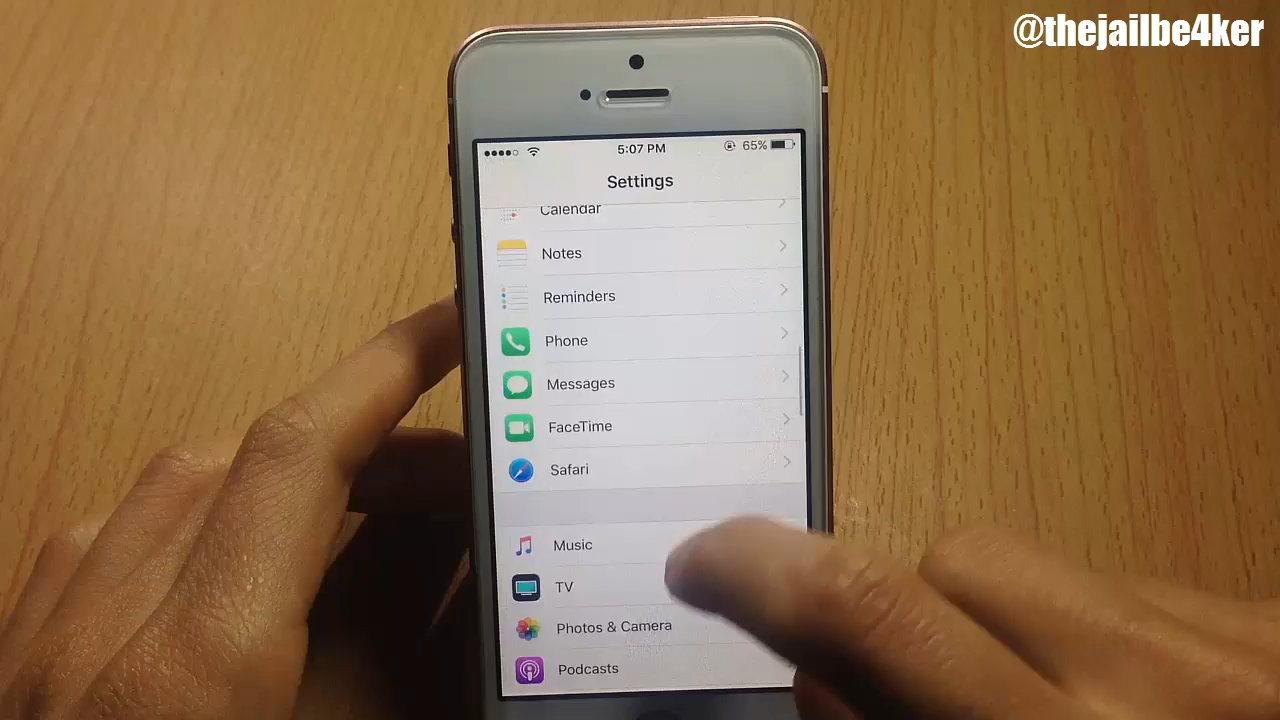 @thejailbe4ker
5:07 PM
65%
Settings
Calendar
Notes
Reminders
Phone
Messages
FaceTime
Safari
Music
TV
Photos & Camera
Podcasts